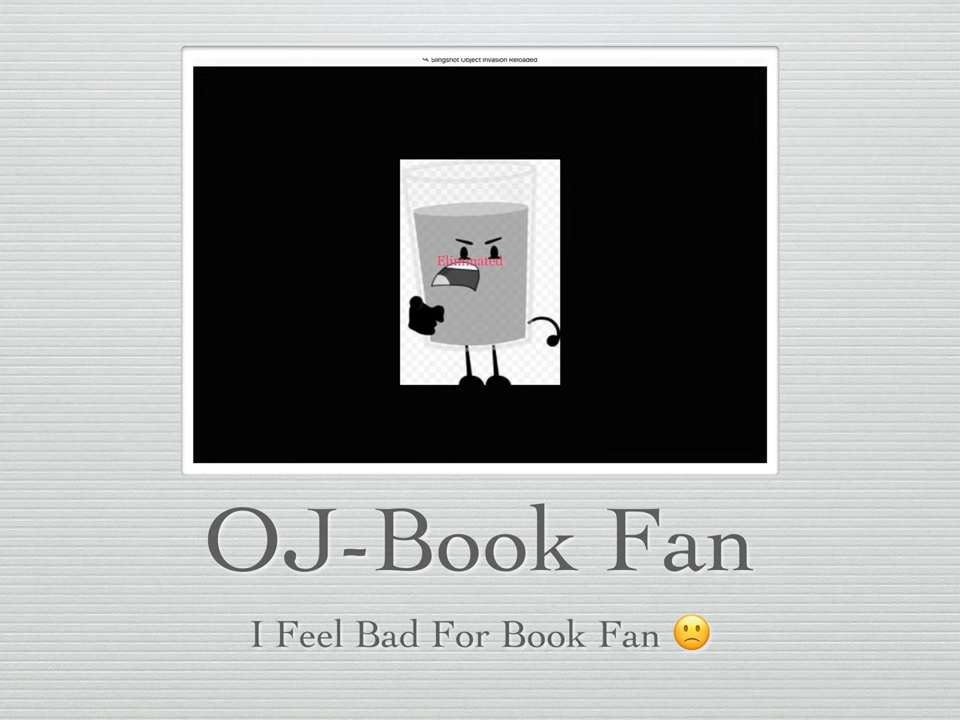 Slingshot Object Invasion Reloaded
Eliminated
OJ-Book Fan
I Feel Bad For Book Fan 🙁